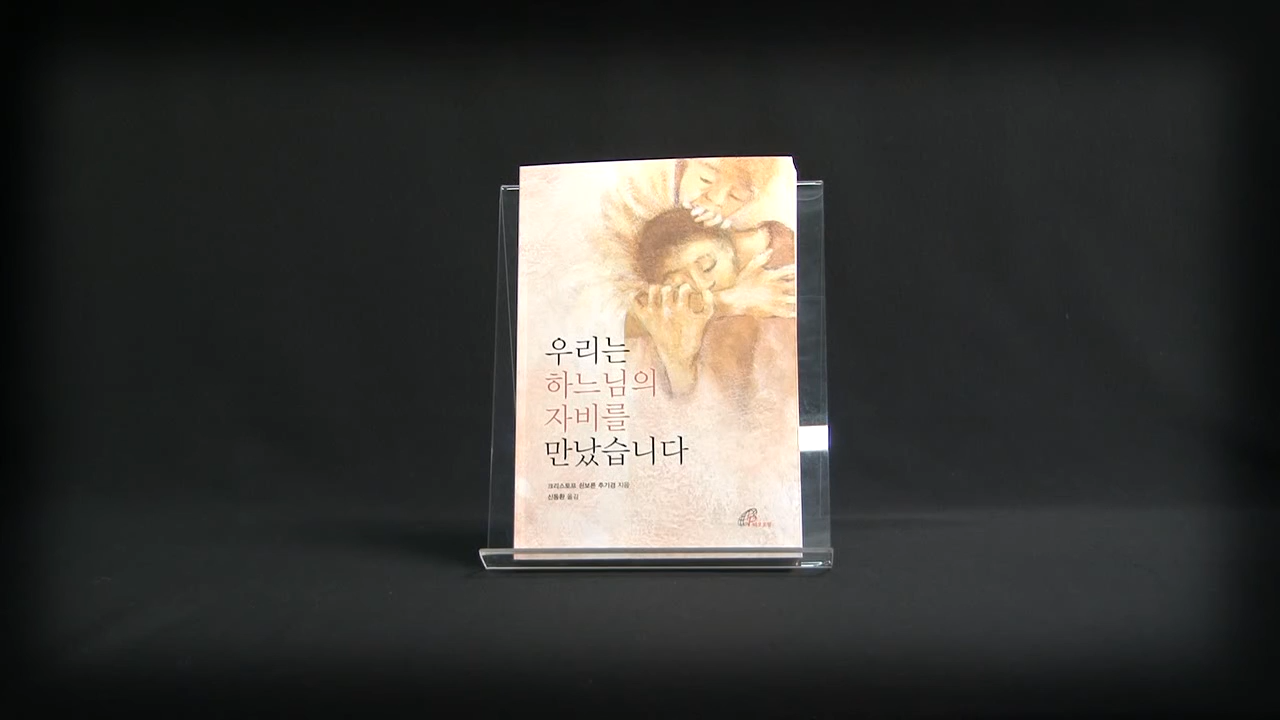 우리는
하느님의
자비를
만났습니다
크리스토프 쇤보른 추기경 지음
신동환 옮김